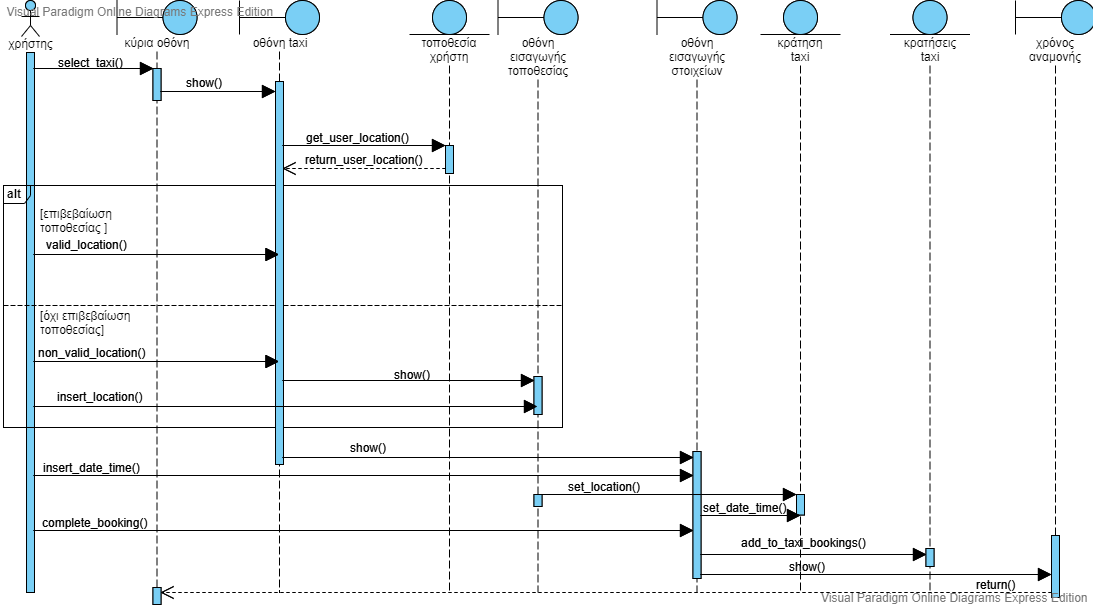 Visual Paradigm Online Diagrams Express Edition
χρήστης
κύρια οθόνη
οθόνη taxi
τοποθεσία
χρήστη
οθόνη
εισαγωγής
τοποθεσίας
οθόνη
εισαγωγής
στοιχείων
κράτηση
taxi
κρατήσεις
taxi
χρόνος
αναμονής
select_taxi()
show()
get_user_location()
return_user_location()
alt
[επιβεβαίωση
τοποθεσίας ]
valid_location()
[όχι επιβεβαίωση
τοποθεσίας]
non_valid_location()
show()
insert_location()
show()
insert_date_time()
set_location()
set_date_time()
complete_booking()
add_to_taxi_bookings()
show()
return()
Visual Paradigm Online Diagrams Express Edition